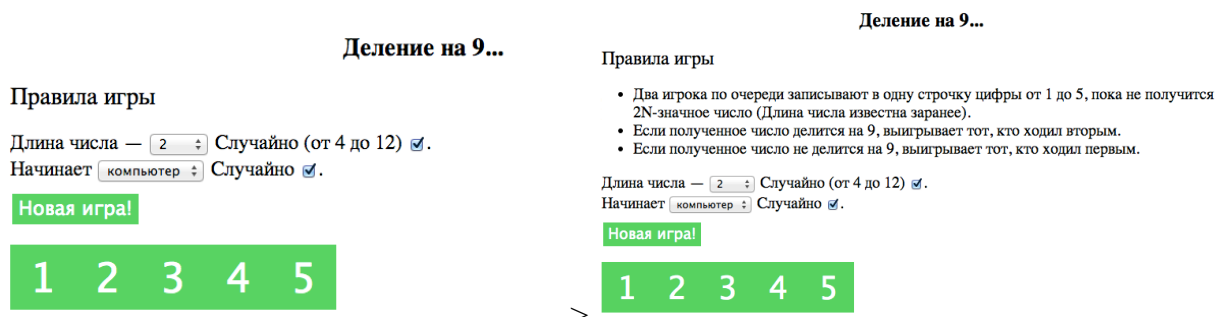 Деление на 9...
Правила игры
Длина числа — 2 Случайно (от 4 до 12) .
Начинает компьютер Случайно .
Новая игра!
1 2 3 4 5
>
Деление на 9...
Правила игры
• Два игрока по очереди записывают в одну строчку цифры от 1 до 5, пока не получится
2N-значное число (Длина числа известна заранее).
• Если полученное число делится на 9, выигрывает тот, кто ходил вторым.
• Если полученное число не делится на 9, выигрывает тот, кто ходил первым.
Длина числа — 2 Случайно (от 4 до 12) .
Начинает компьютер Случайно .
Новая игра!
1 2 3 4 5